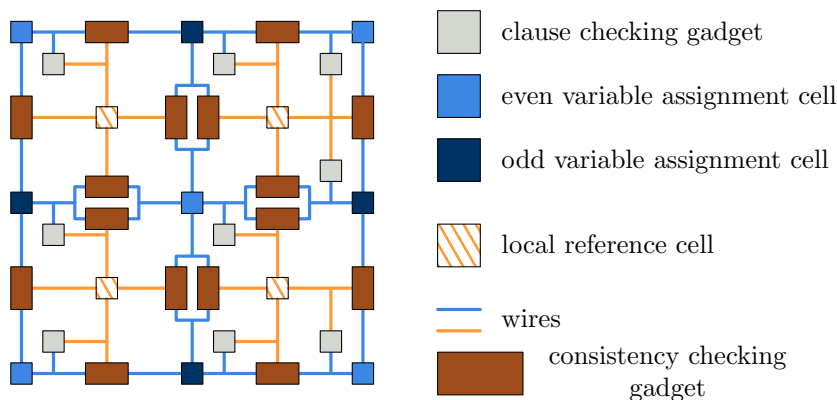 clause checking gadget
even variable assignment cell
odd variable assignment cell
local reference cell
wires
consistency checking
gadget